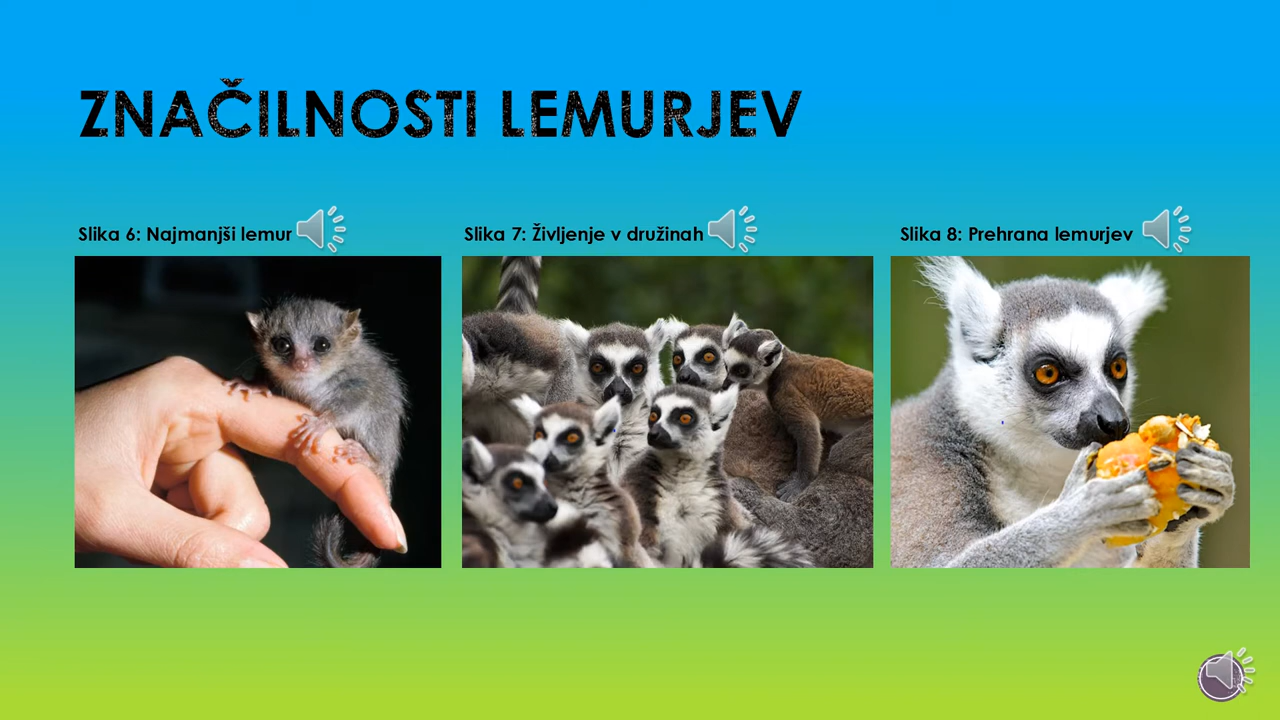 ZNAČILNOSTI LEMURJEV
Slika 6: Najmanjši lemur
Slika 7: Življenje v družinah
Slika 8: Prehrana lemurjev